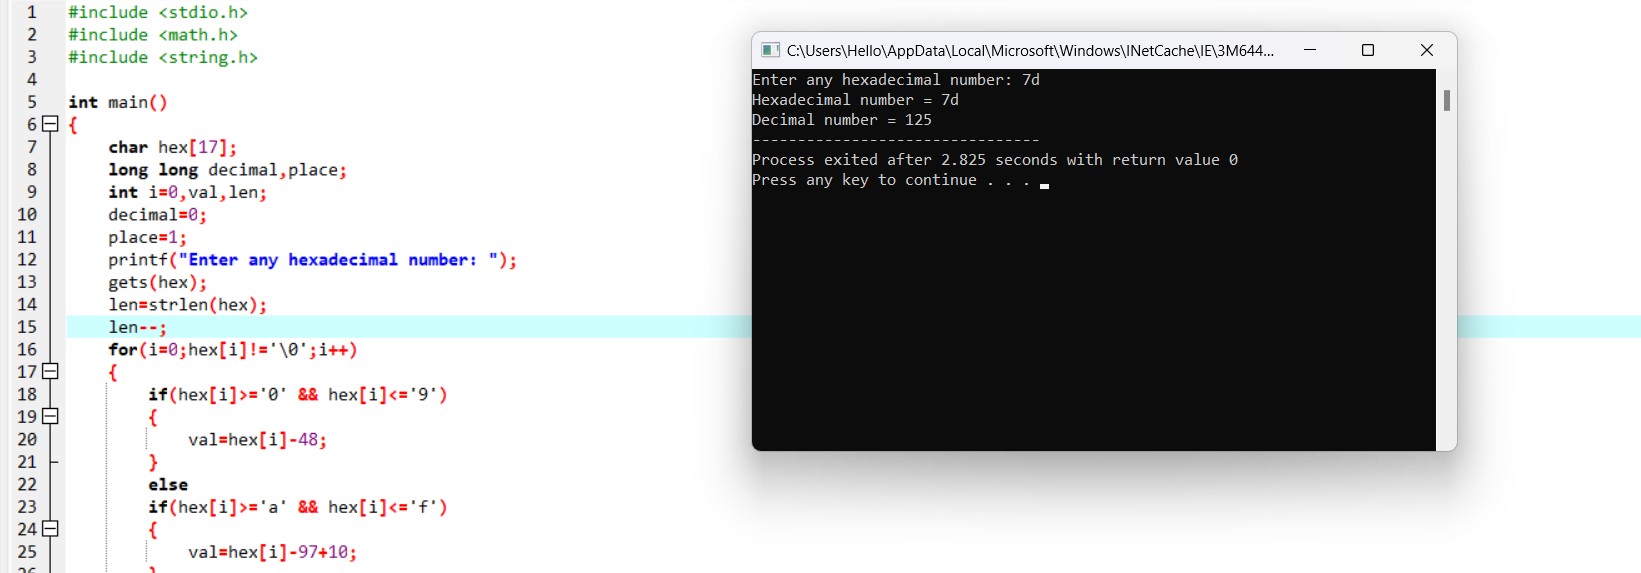 1 #include <stdio.h>
2 #include <math.h>
3 #include <string.h>
4
5 int main()
6 {
7 char hex[17];
8 long long decimal,place;
9 int i=0,val,len;
10 decimal=0;
11 place=1;
12 printf("Enter any hexadecimal number: ");
13 gets(hex);
14 len=strlen(hex);
15 len--;
16 for(i=0;hex[i]!='\0';i++)
17 {
18 if(hex[i]>='0' && hex[i]<='9')
19 {
20 val=hex[i]-48;
21 }
22 else
23 if(hex[i]>='a' && hex[i]<='f')
24 {
25 val=hex[i]-97+10;
C:\Users\Hello\AppData\Local\Microsoft\Windows\INetCache\IE\3M644...
Enter any hexadecimal number: 7d
Hexadecimal number = 7d
Decimal number = 125
--------------------------------
Process exited after 2.825 seconds with return value 0
Press any key to continue . . .